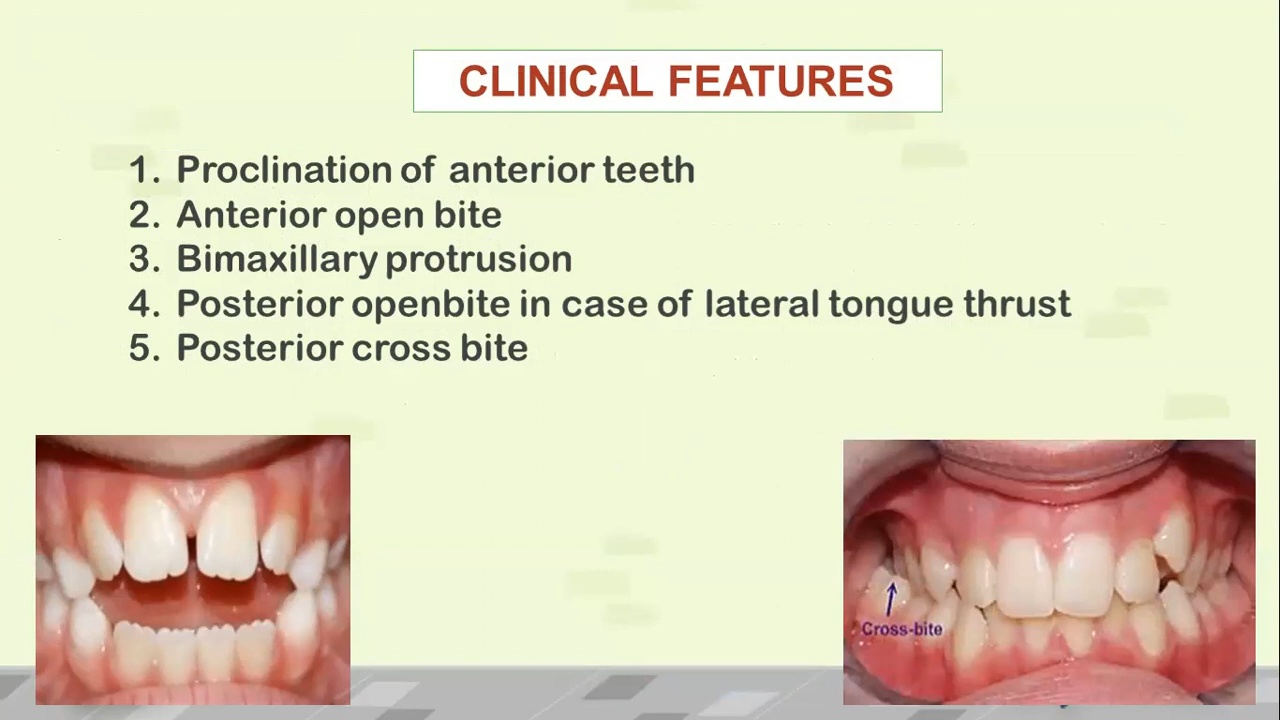 CLINICAL FEATURES
1. Proclination of anterior teeth
2. Anterior open bite
3. Bimaxillary protrusion
4. Posterior openbite in case of lateral tongue thrust
5. Posterior cross bite
Cross-bite